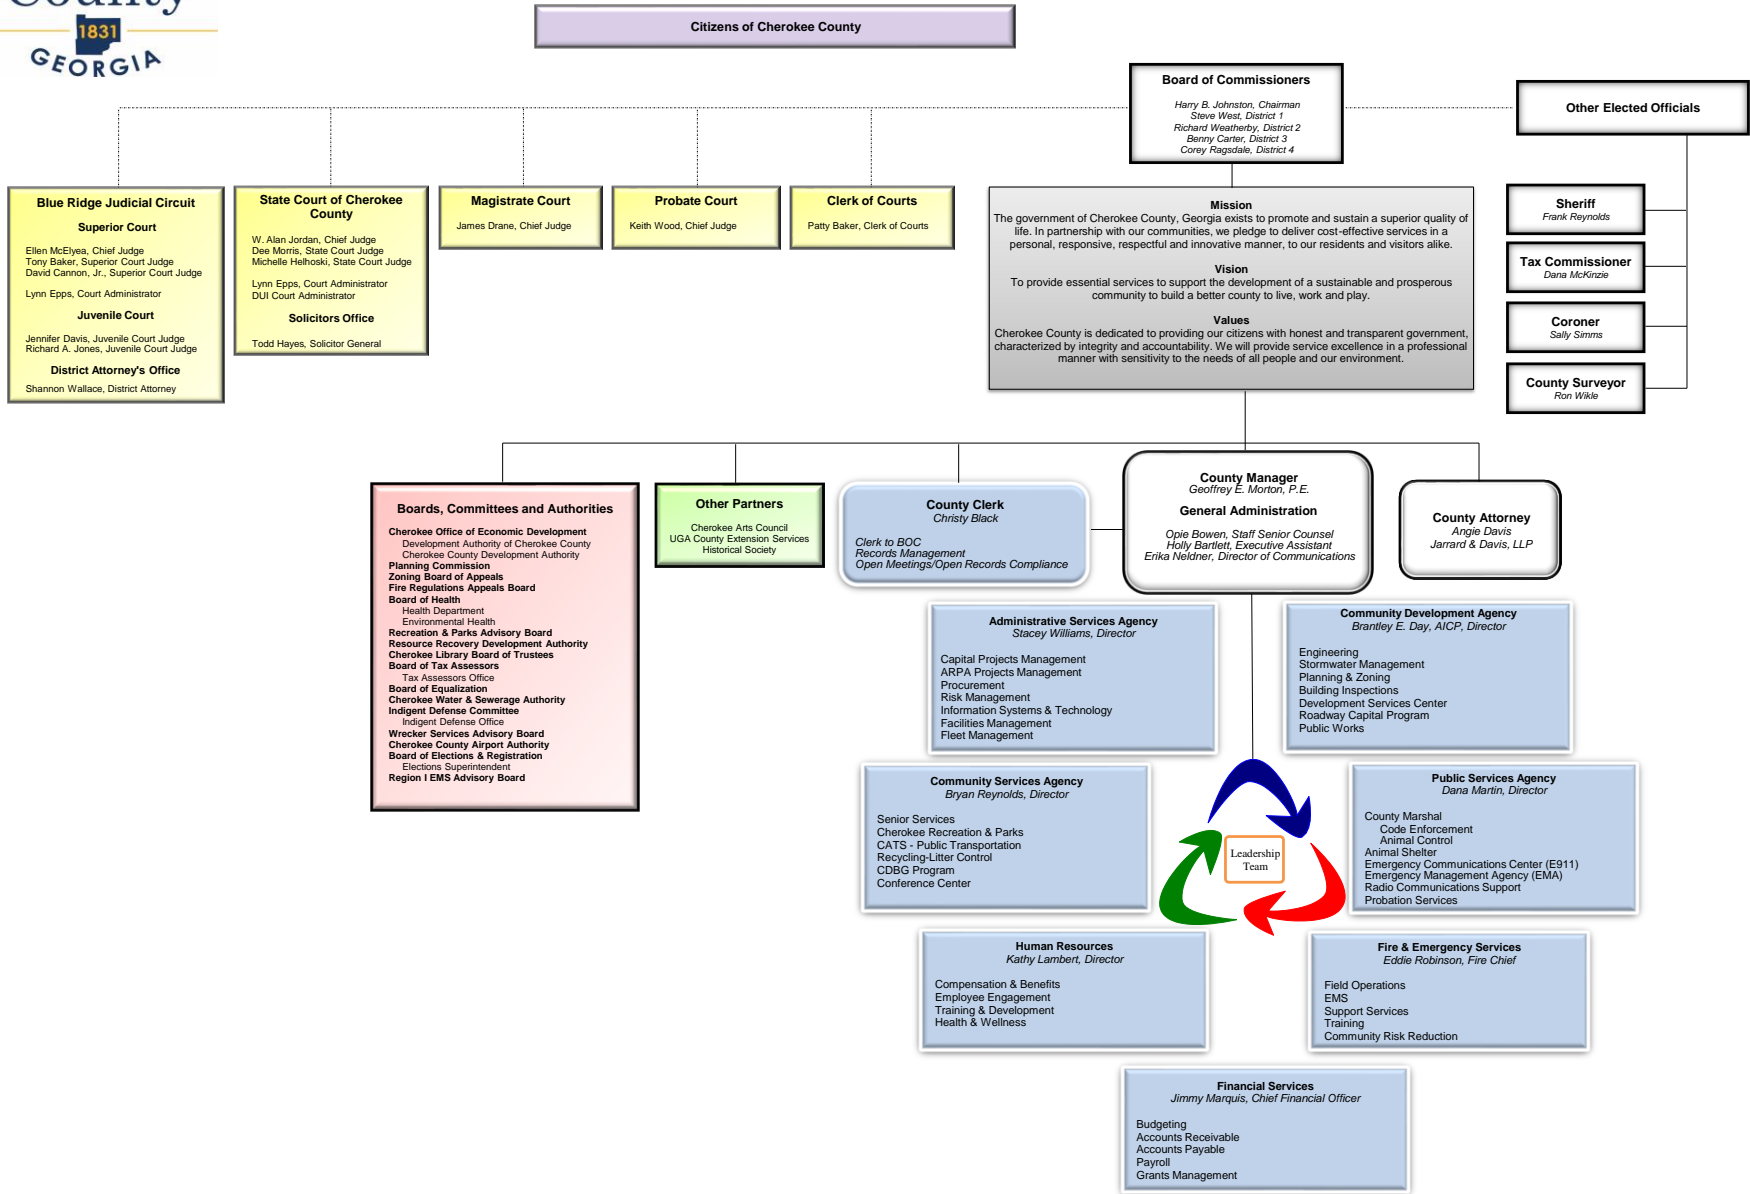 County
1831
GEORGIA
Citizens of Cherokee County
Board of Commissioners
Harry B. Johnston, Chairman
Steve West, District 1
Richard Weatherby, District 2
Benny Carter, District 3
Corey Ragsdale, District 4
Other Elected Officials
Blue Ridge Judicial Circuit
Superior Court
Ellen McElyea, Chief Judge
Tony Baker, Superior Court Judge
David Cannon, Jr., Superior Court Judge
Lynn Epps, Court Administrator
Juvenile Court
Jennifer Davis, Juvenile Court Judge
Richard A. Jones, Juvenile Court Judge
District Attorney's Office
Shannon Wallace, District Attorney
State Court of Cherokee
County
W. Alan Jordan, Chief Judge
Dee Morris, State Court Judge
Michelle Helhoski, State Court Judge
Lynn Epps, Court Administrator
DUI Court Administrator
Solicitors Office
Todd Hayes, Solicitor General
Magistrate Court
James Drane, Chief Judge
Probate Court
Keith Wood, Chief Judge
Clerk of Courts
Patty Baker, Clerk of Courts
Mission
The government of Cherokee County, Georgia exists to promote and sustain a superior quality of
life. In partnership with our communities, we pledge to deliver cost-effective services in a
personal, responsive, respectful and innovative manner, to our residents and visitors alike.
Vision
To provide essential services to support the development of a sustainable and prosperous
community to build a better county to live, work and play.
Values
Cherokee County is dedicated to providing our citizens with honest and transparent government,
characterized by integrity and accountability. We will provide service excellence in a professional
manner with sensitivity to the needs of all people and our environment.
Sheriff
Frank Reynolds
Tax Commissioner
Dana McKinzie
Coroner
Sally Simms
County Surveyor
Ron Wikle
Boards, Committees and Authorities
Cherokee Office of Economic Development
Development Authority of Cherokee County
Cherokee County Development Authority
Planning Commission
Zoning Board of Appeals
Fire Regulations Appeals Board
Board of Health
Health Department
Environmental Health
Recreation & Parks Advisory Board
Resource Recovery Development Authority
Cherokee Library Board of Trustees
Board of Tax Assessors
Tax Assessors Office
Board of Equalization
Cherokee Water & Sewerage Authority
Indigent Defense Committee
Indigent Defense Office
Wrecker Services Advisory Board
Cherokee County Airport Authority
Board of Elections & Registration
Elections Superintendent
Region I EMS Advisory Board
Other Partners
Cherokee Arts Council
UGA County Extension Services
Historical Society
County Clerk
Christy Black
Clerk to BOC
Records Management
Open Meetings/Open Records Compliance
County Manager
Geoffrey E. Morton, P.E.
General Administration
Opie Bowen, Staff Senior Counsel
Holly Bartlett, Executive Assistant
Erika Neldner, Director of Communications
County Attorney
Angie Davis
Jarrard & Davis, LLP
Administrative Services Agency
Stacey Williams, Director
Capital Projects Management
ARPA Projects Management
Procurement
Risk Management
Information Systems & Technology
Facilities Management
Fleet Management
Community Development Agency
Brantley E. Day, AICP, Director
Engineering
Stormwater Management
Planning & Zoning
Building Inspections
Development Services Center
Roadway Capital Program
Public Works
Community Services Agency
Bryan Reynolds, Director
Senior Services
Cherokee Recreation & Parks
CATS - Public Transportation
Recycling-Litter Control
CDBG Program
Conference Center
Leadership
Team
Public Services Agency
Dana Martin, Director
County Marshal
Code Enforcement
Animal Control
Animal Shelter
Emergency Communications Center (E911)
Emergency Management Agency (EMA)
Radio Communications Support
Probation Services
Human Resources
Kathy Lambert, Director
Compensation & Benefits
Employee Engagement
Training & Development
Health & Wellness
Fire & Emergency Services
Eddie Robinson, Fire Chief
Field Operations
EMS
Support Services
Training
Community Risk Reduction
Financial Services
Jimmy Marquis, Chief Financial Officer
Budgeting
Accounts Receivable
Accounts Payable
Payroll
Grants Management